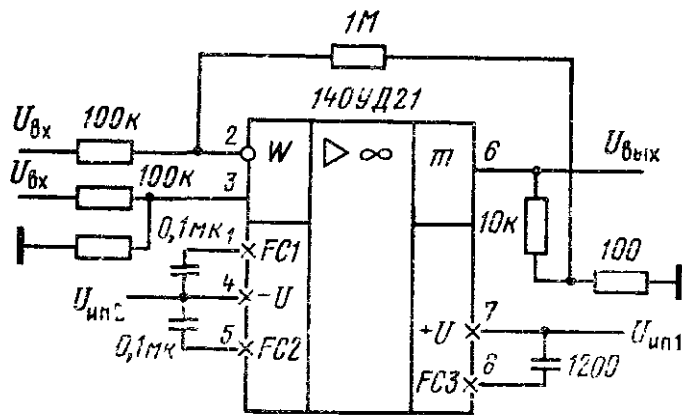 1М
140УД21
Uвх
100к
2
W
▷ ∞
m
6
Uвых
Uвх
100к
3
10к
100
0,1мк
1
FC1
Uип2
4
-U
7
+U
Uип1
0,1мк
5
FC2
FC3
8
1200